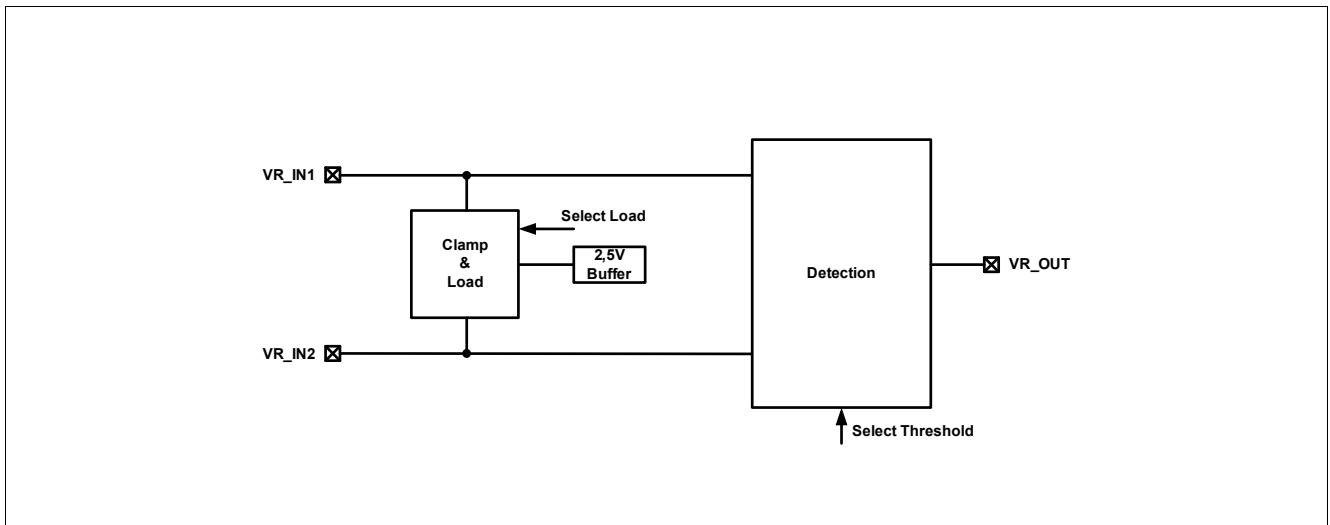 VR_IN1
Select Load
Clamp
&
Load
2,5V
Buffer
Detection
VR_OUT
VR_IN2
Select Threshold